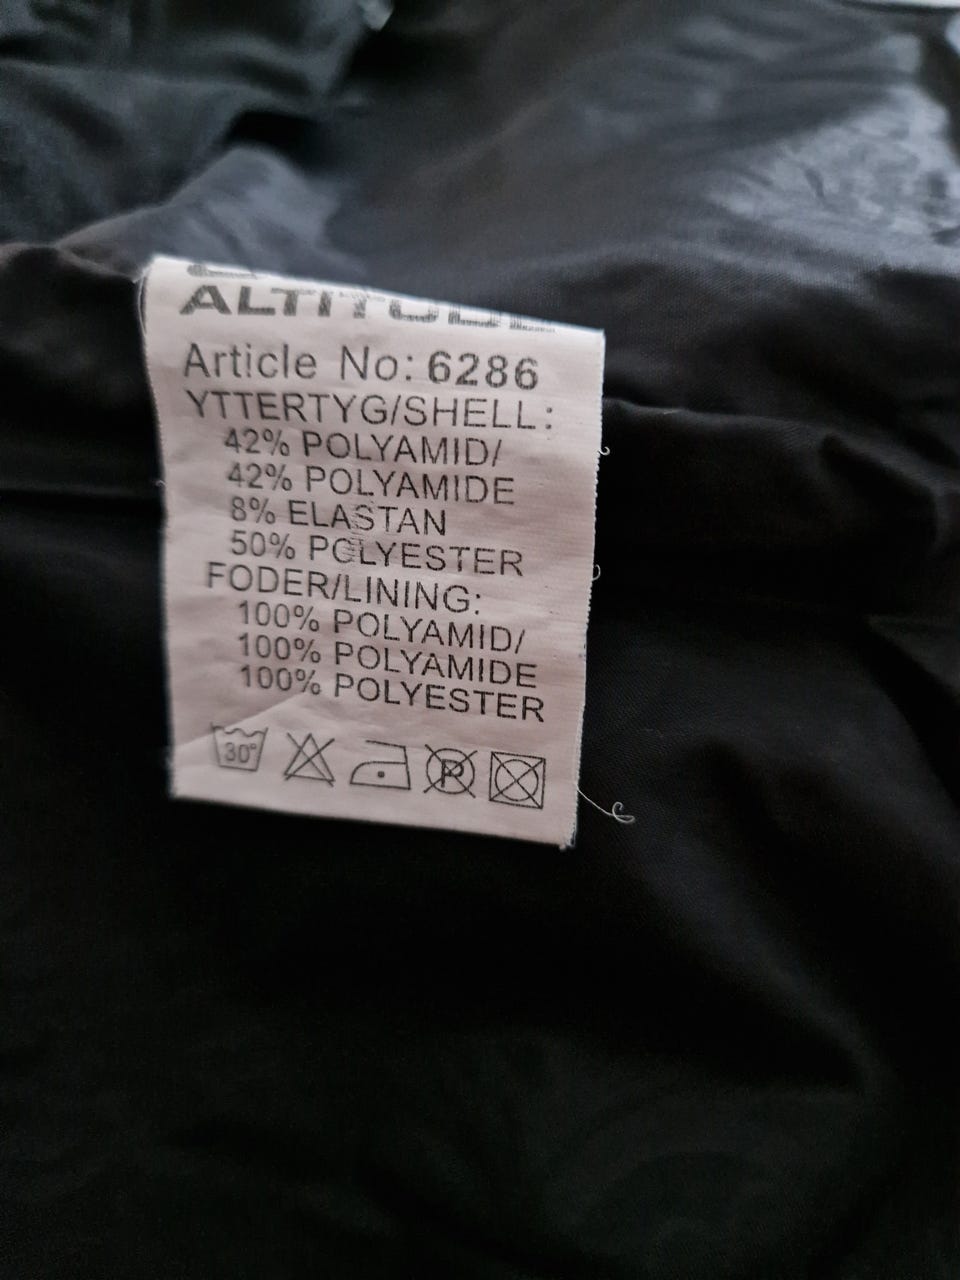 ALTITUDE
Article No: 6286
YTTERTYG/SHELL:
42% POLYAMID/
42% POLYAMIDE
8% ELASTAN
50% POLYESTER
FODER/LINING:
100% POLYAMID/
100% POLYAMIDE
100% POLYESTER
30°
P